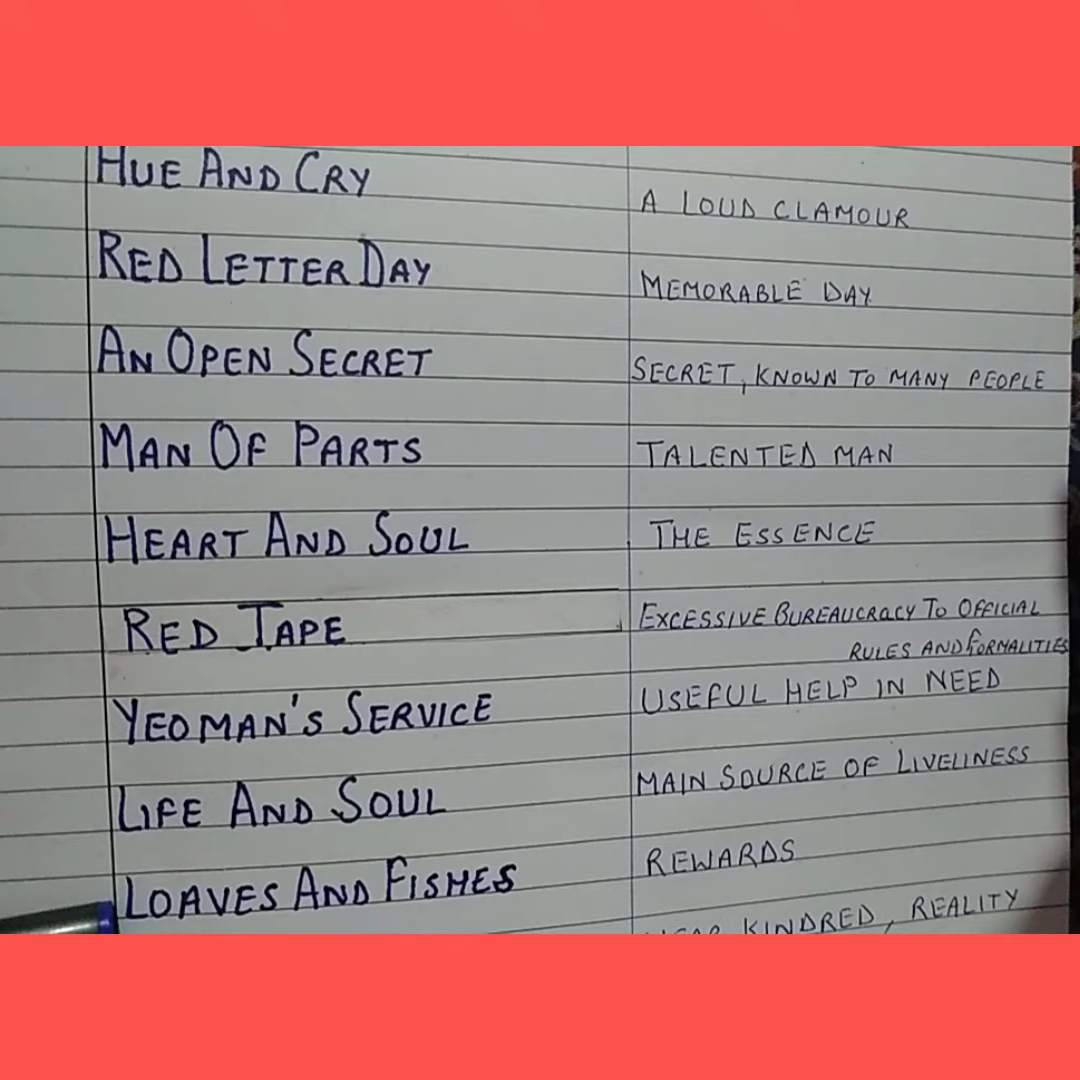 HUE AND CRY
A LOUD CLAMOUR
RED LETTER DAY
MEMORABLE DAY
AN OPEN SECRET
SECRET, KNOWN TO MANY PEOPLE
MAN OF PARTS
TALENTED MAN
HEART AND SOUL
THE ESSENCE
RED TAPE
EXCESSIVE BUREAUCRACY TO OFFICIAL
RULES AND FORMALITIES
YEOMAN'S SERVICE
USEFUL HELP IN NEED
LIFE AND SOUL
MAIN SOURCE OF LIVELINESS
LOAVES AND FISHES
REWARDS
KINDRED, REALITY